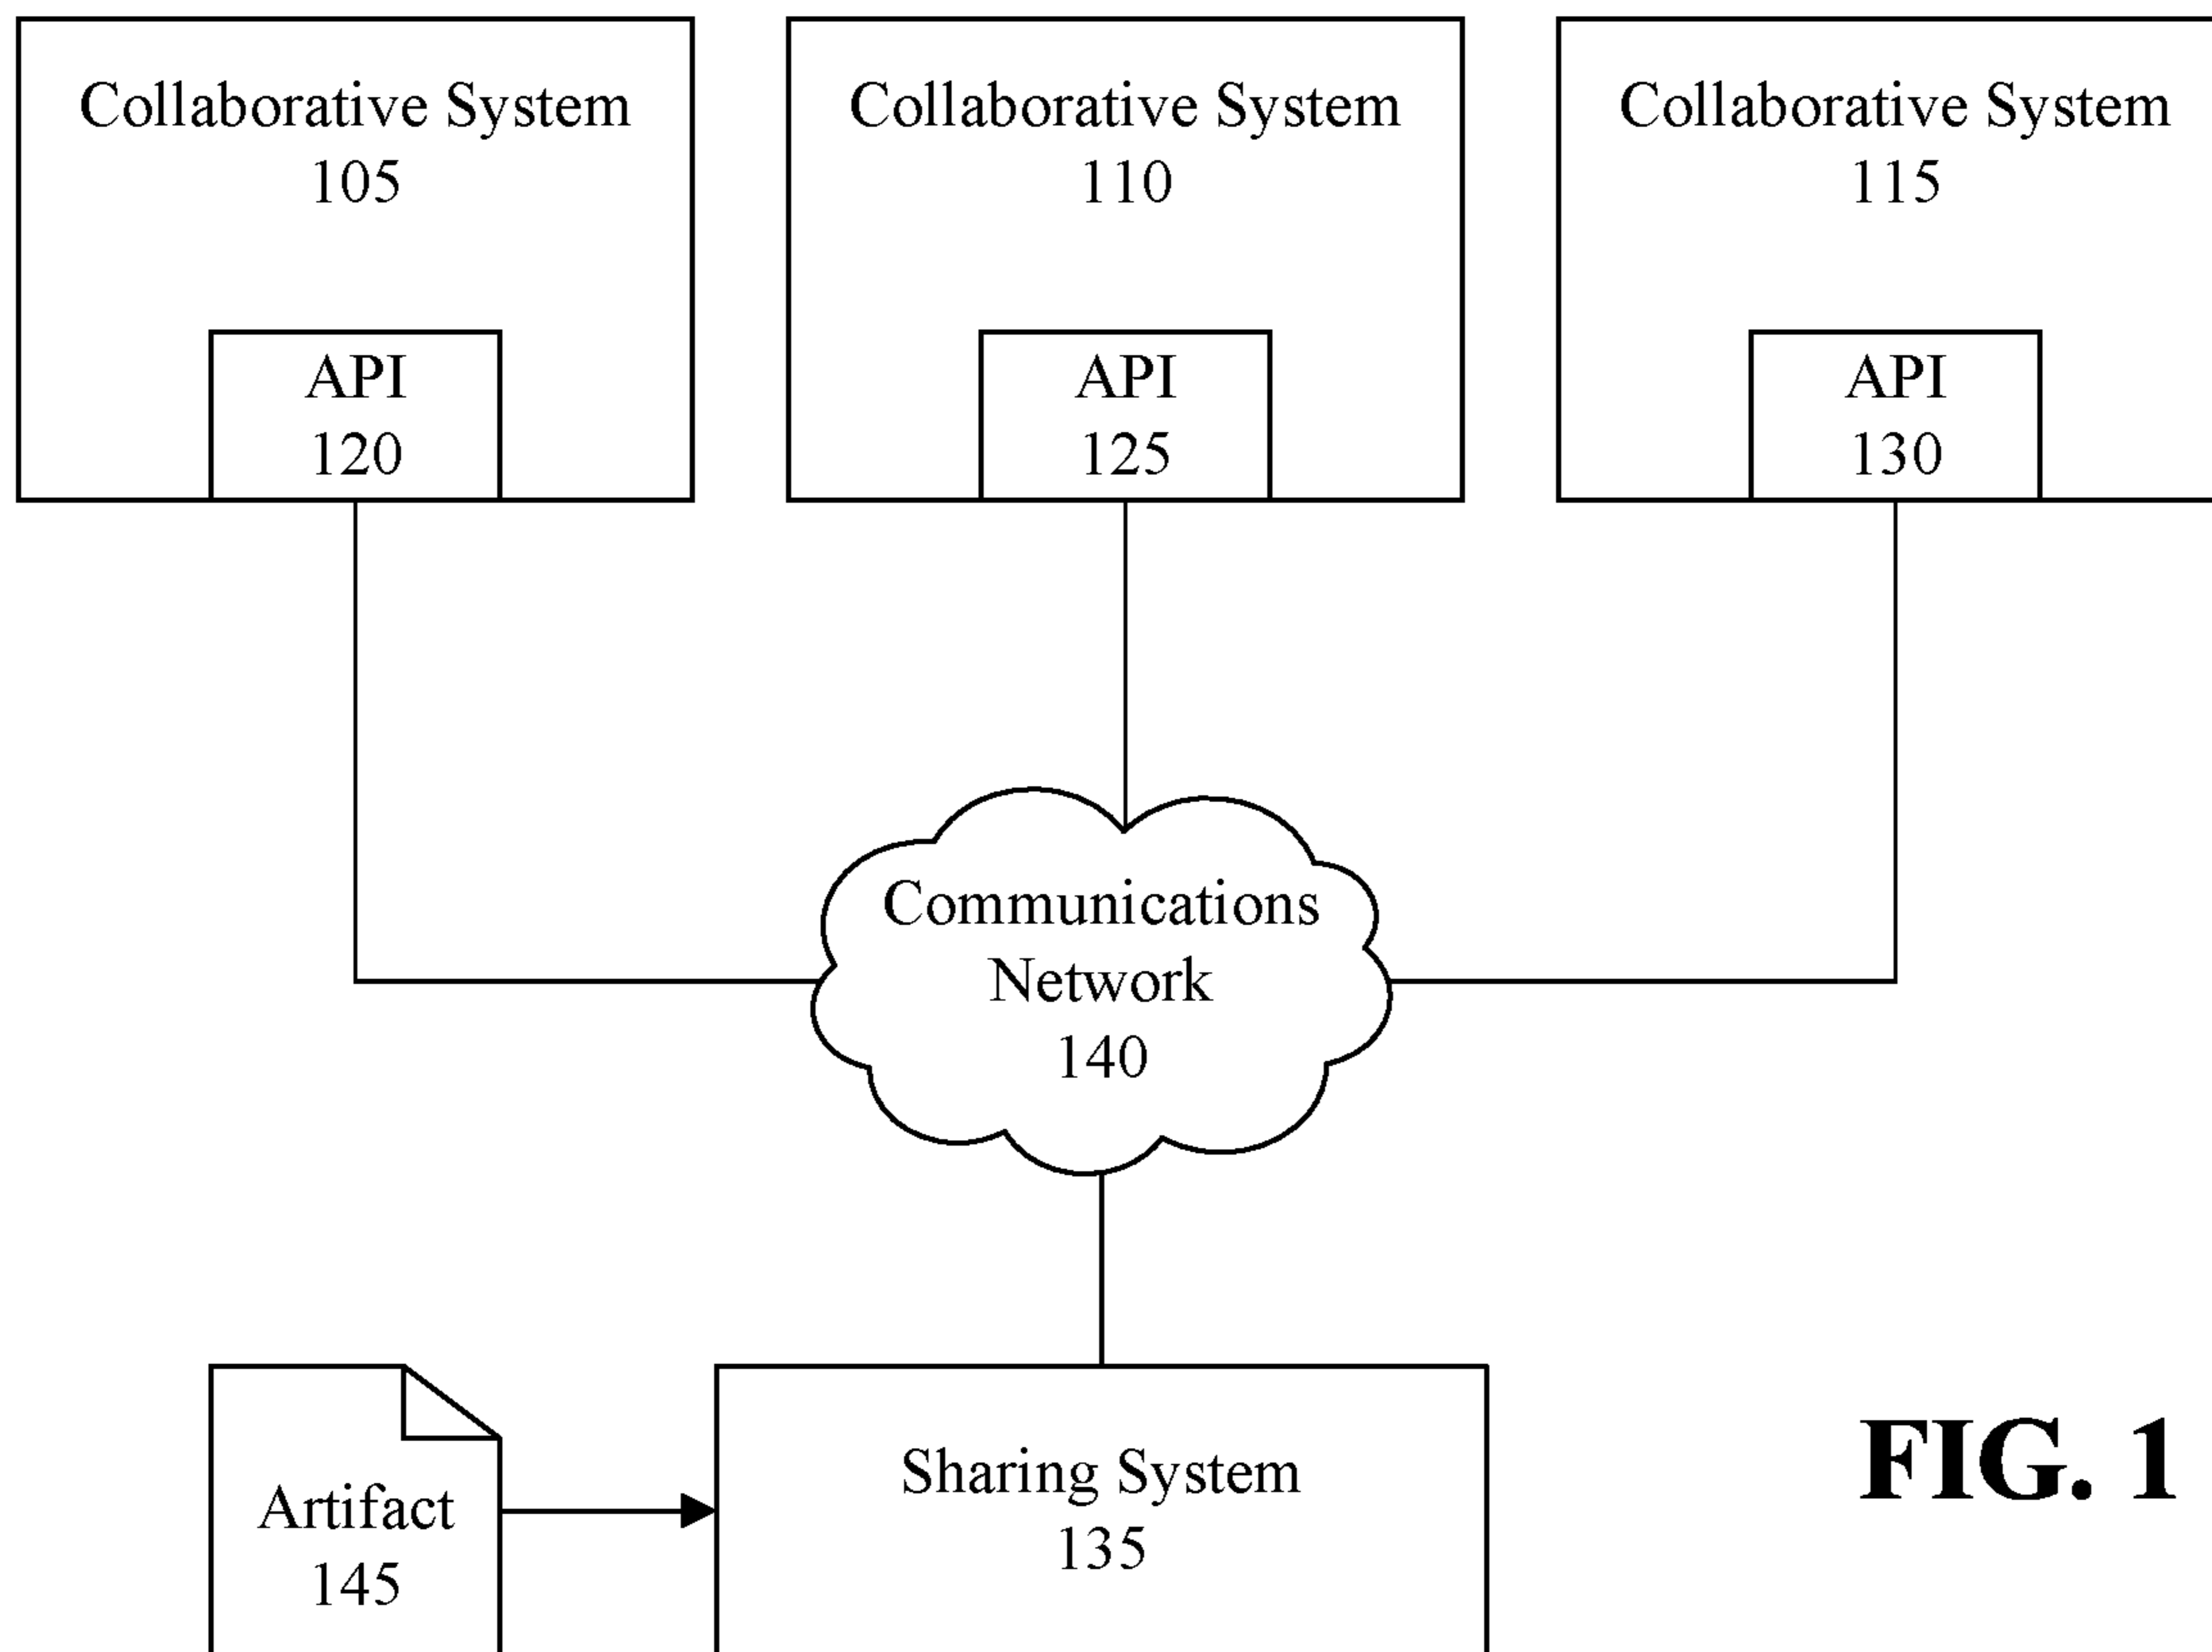 Collaborative System
105
Collaborative System
110
Collaborative System
115
API
120
API
125
API
130
Communications
Network
140
Artifact
145
Sharing System
135
FIG. 1